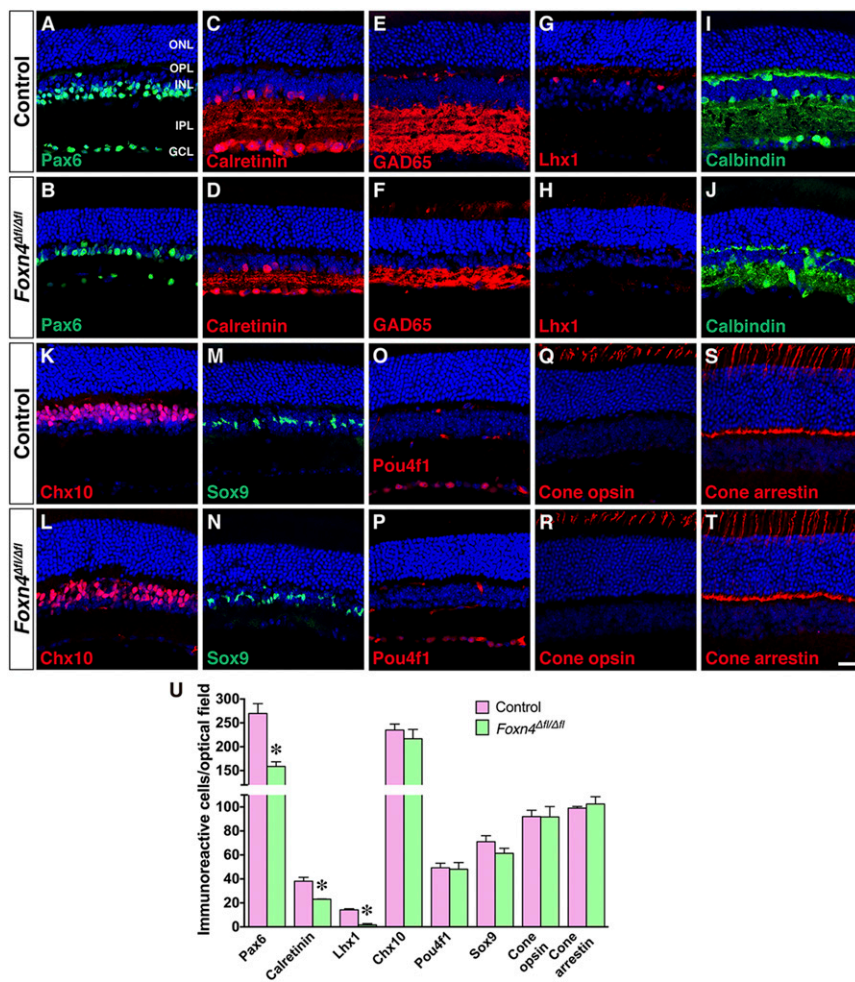 A
C
E
G
I
Control
ONL
OPL
INL
IPL
GCL
Pax6
Calretinin
GAD65
Lhx1
Calbindin
B
D
F
H
J
Foxn4Δfl/Δfl
Pax6
Calretinin
GAD65
Lhx1
Calbindin
K
M
O
Q
S
Control
Chx10
Sox9
Pou4f1
Cone opsin
Cone arrestin
L
N
P
R
T
Foxn4Δfl/Δfl
Chx10
Sox9
Pou4f1
Cone opsin
Cone arrestin
U
Immunoreactive cells/optical field
300
250
200
150
100
80
60
40
20
0
Control
Foxn4Δfl/Δfl
*
*
*
Pax6
Calretinin
Lhx1
Chx10
Pou4f1
Sox9
Cone
opsin
Cone
arrestin